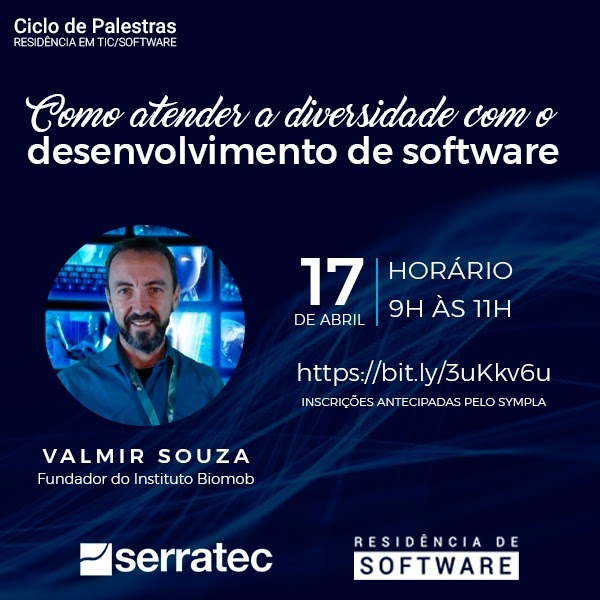 Ciclo de Palestras
RESIDÊNCIA EM TIC/SOFTWARE
Como atender a diversidade com o
desenvolvimento de software
17
DE ABRIL
HORÁRIO
9H ÀS 11H
https://bit.ly/3uKkv6u
INSCRIÇÕES ANTECIPADAS PELO SYMPLA
VALMIR SOUZA
Fundador do Instituto Biomob
serratec
RESIDÊNCIA DE
SOFTWARE